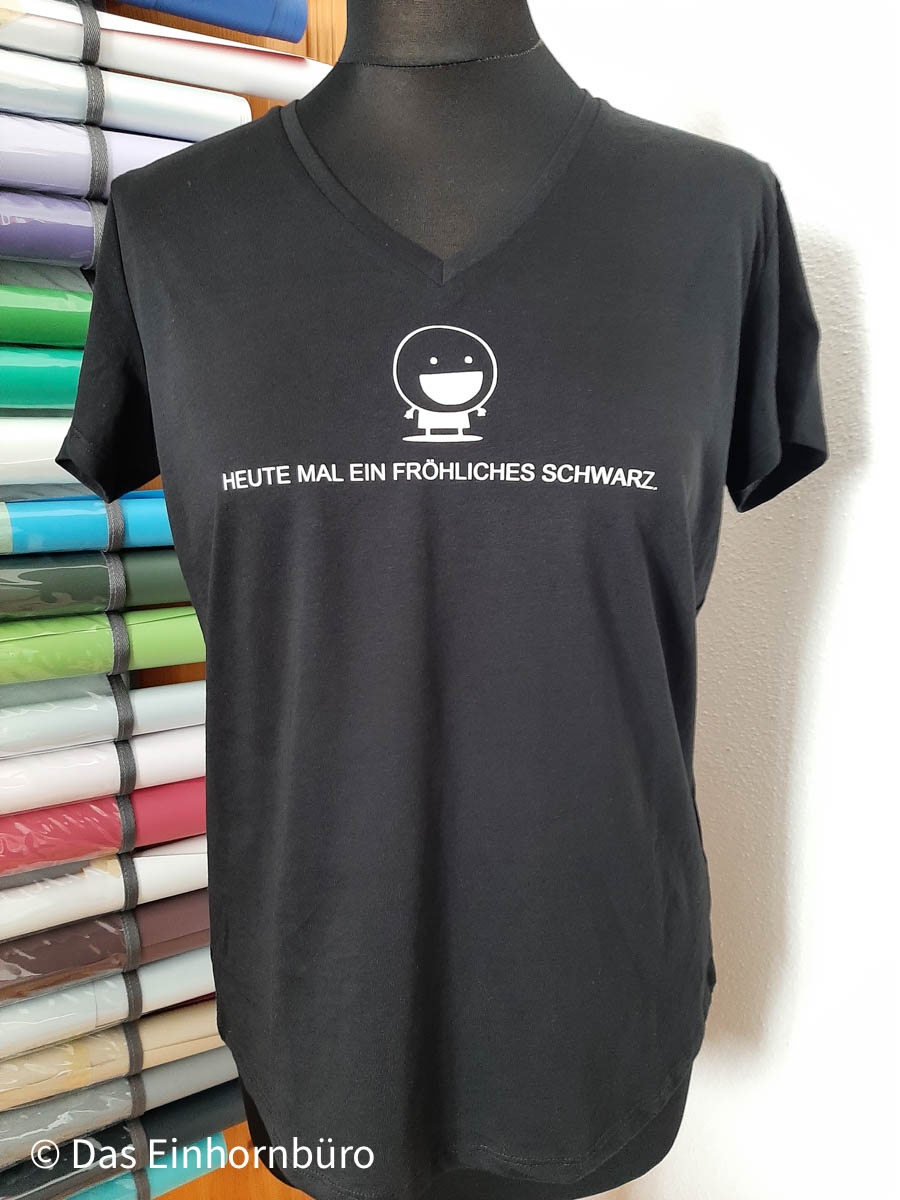 HEUTE MAL EIN FRÖHLICHES SCHWARZ.
© Das Einhornbüro